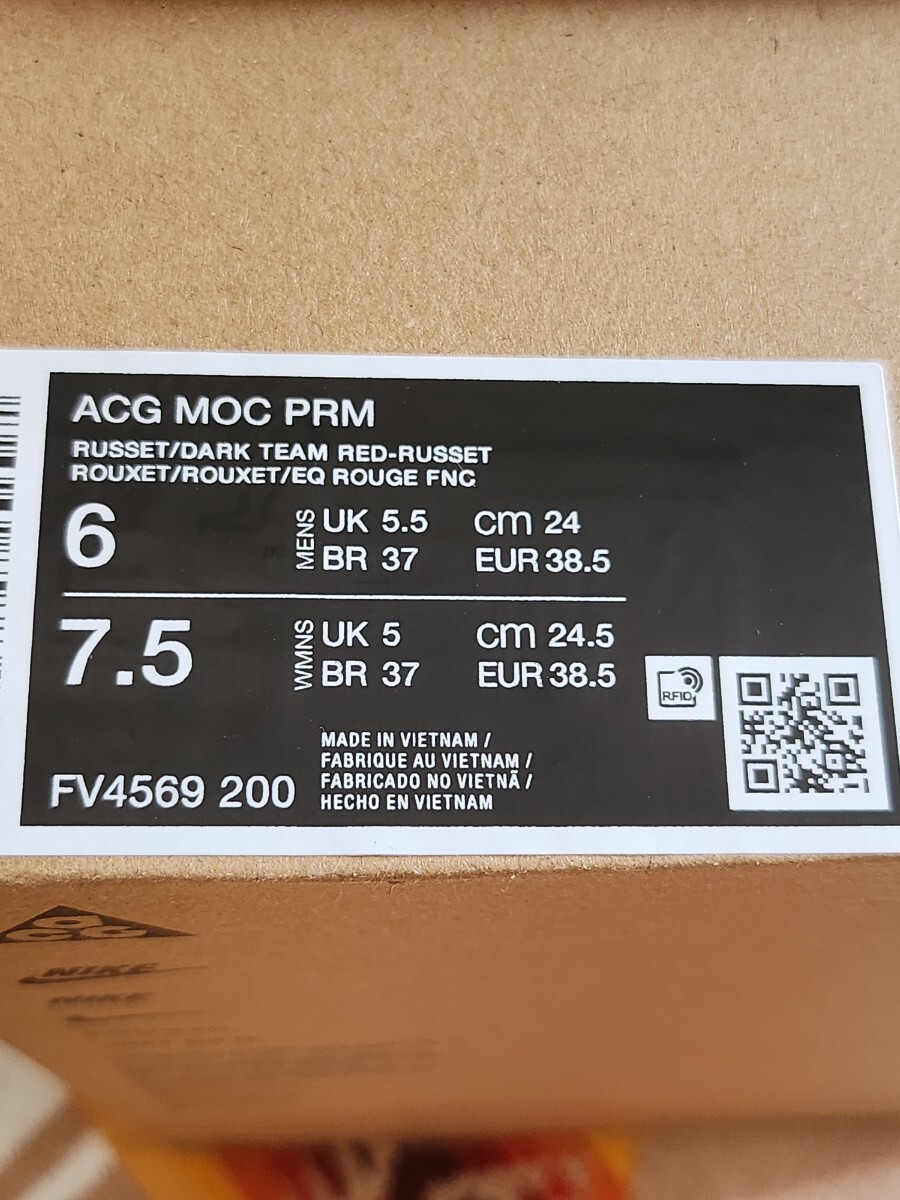 ACG MOC PRM
RUSSET/DARK TEAM RED-RUSSET
ROUXET/ROUXET/EQ ROUGE FNC
6
MENS
UK 5.5 cm 24
BR 37 EUR 38.5
7.5
WMNS
UK 5 cm 24.5
BR 37 EUR 38.5
RFID
FV4569 200
MADE IN VIETNAM /
FABRIQUE AU VIETNAM /
FABRICADO NO VIETNÃ /
HECHO EN VIETNAM
acg
NIKE
NIKE